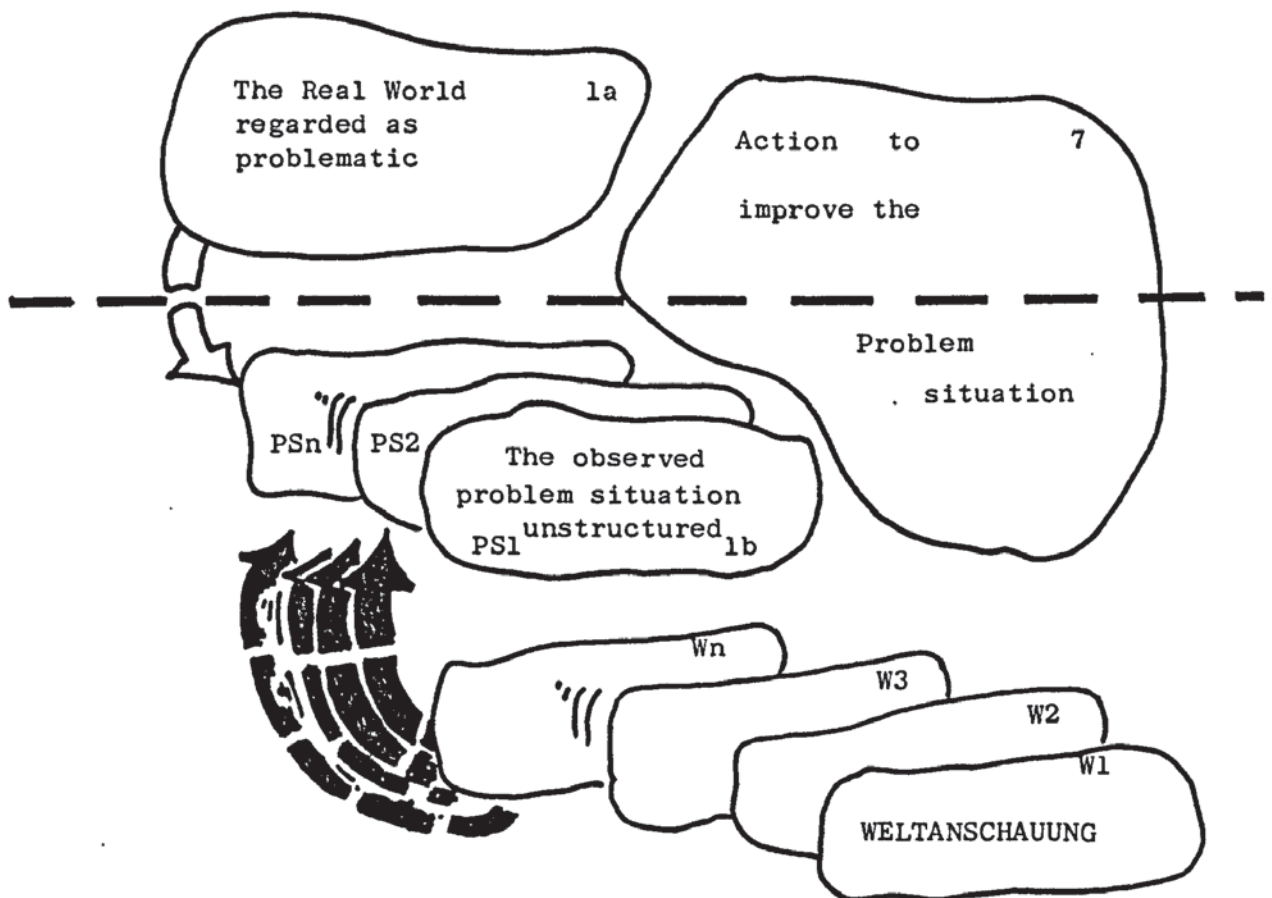 The Real World 1a
regarded as
problematic
Action to 7
improve the
Problem
situation
PSn
PS2
The observed
problem situation
unstructured
PS1 1b
Wn
W3
W2
W1
WELTANSCHAUUNG